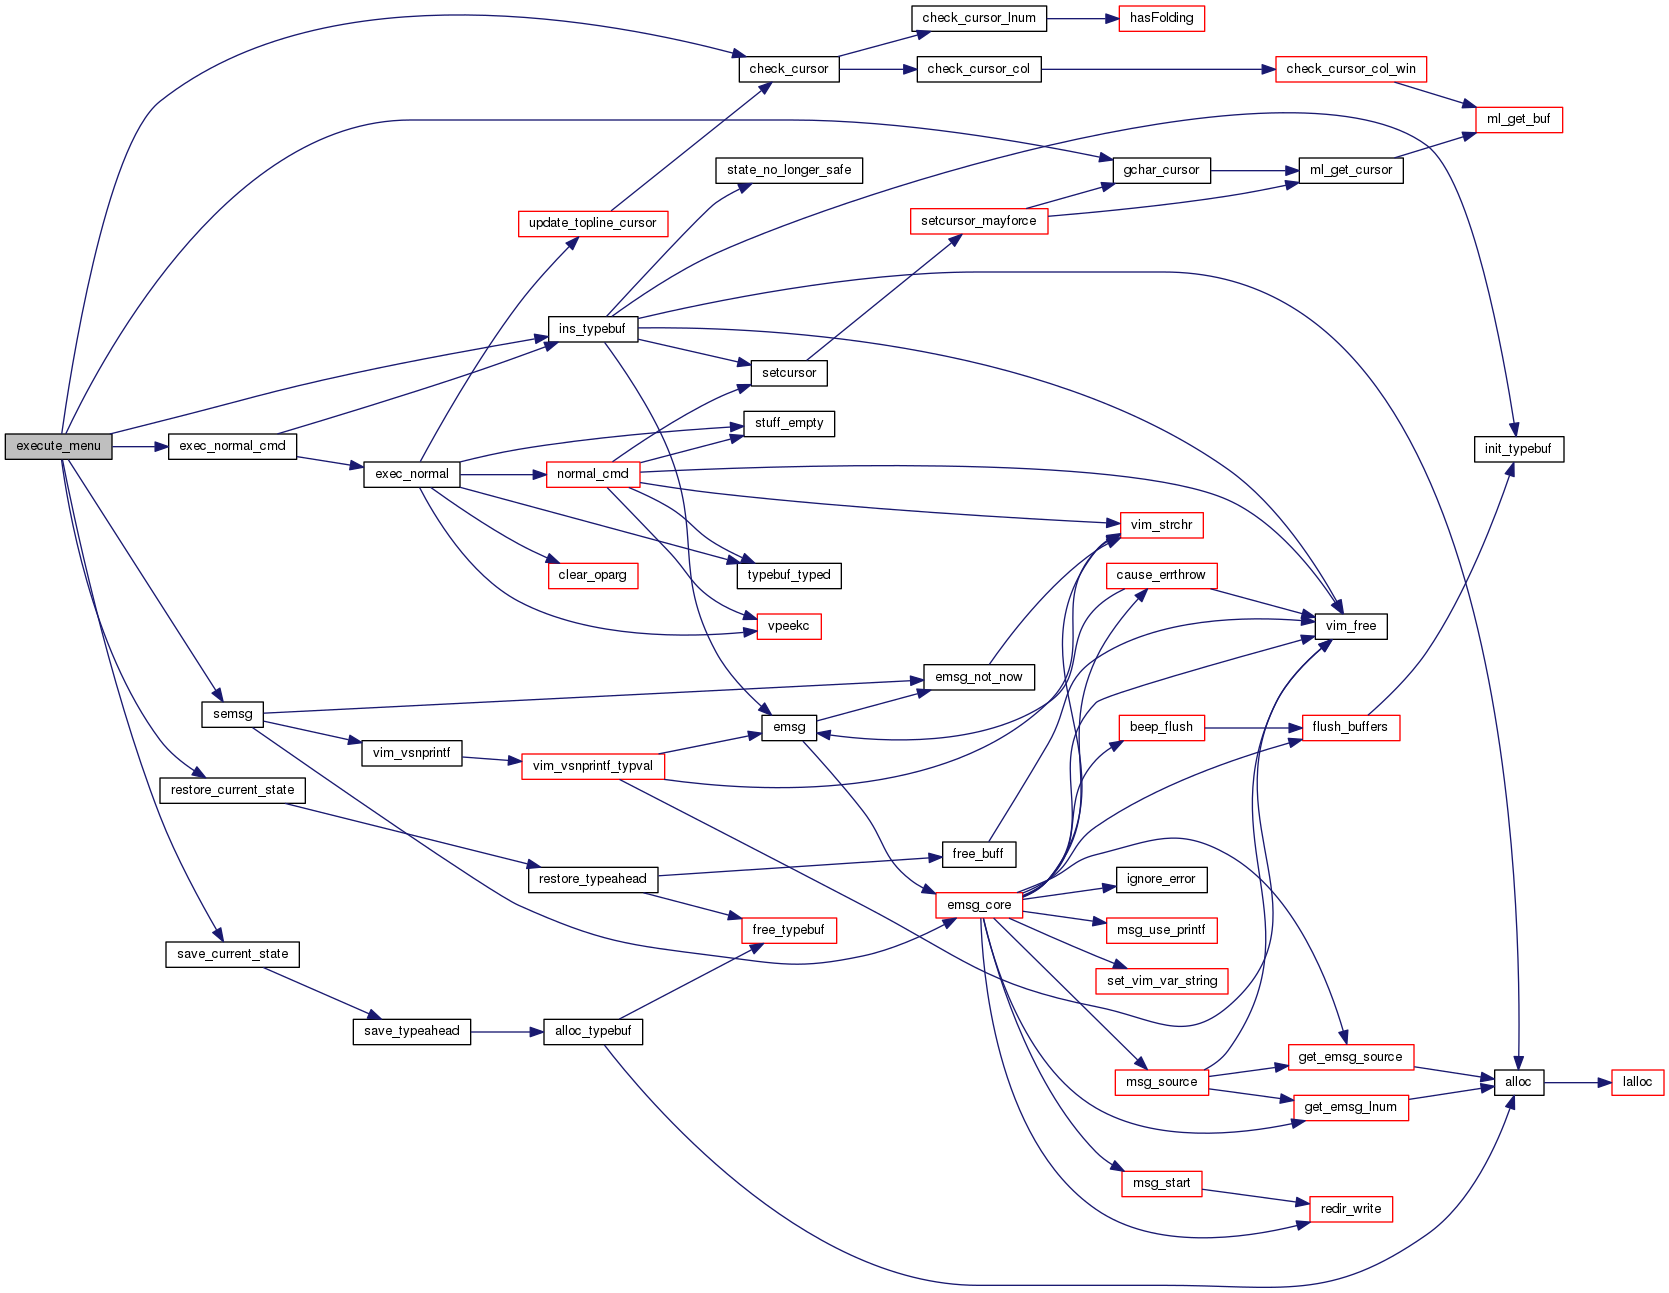 check_cursor_lnum
hasFolding
check_cursor
check_cursor_col
check_cursor_col_win
ml_get_buf
state_no_longer_safe
gchar_cursor
ml_get_cursor
update_topline_cursor
setcursor_mayforce
ins_typebuf
setcursor
stuff_empty
execute_menu
exec_normal_cmd
init_typebuf
exec_normal
normal_cmd
vim_strchr
clear_oparg
typebuf_typed
cause_errthrow
vpeekc
vim_free
emsg_not_now
semsg
emsg
beep_flush
flush_buffers
vim_vsnprintf
vim_vsnprintf_typval
restore_current_state
free_buff
restore_typeahead
ignore_error
emsg_core
free_typebuf
msg_use_printf
save_current_state
set_vim_var_string
save_typeahead
alloc_typebuf
get_emsg_source
msg_source
alloc
lalloc
get_emsg_lnum
msg_start
redir_write